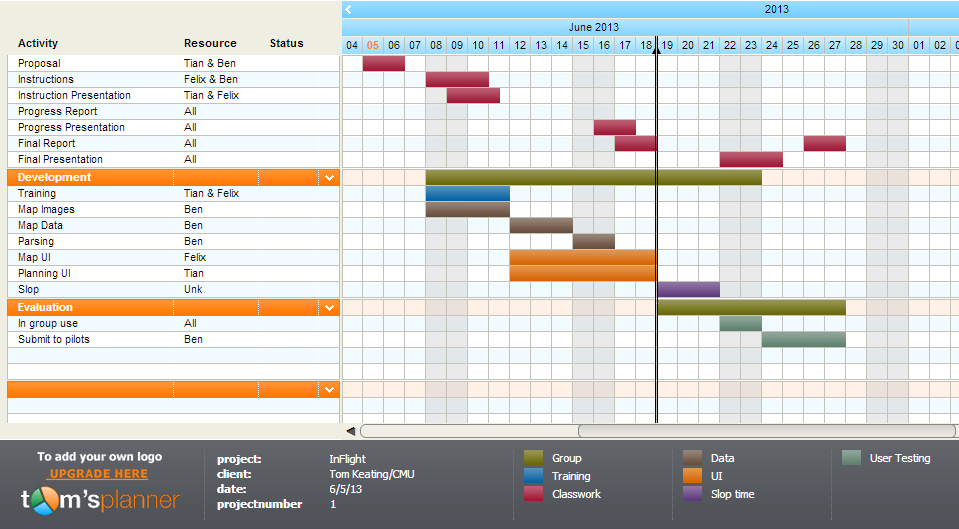 2013
June 2013
Activity Resource Status 04 05 06 07 08 09 10 11 12 13 14 15 16 17 18 19 20 21 22 23 24 25 26 27 28 29 30 01 02
Proposal Tian & Ben
Instructions Felix & Ben
Instruction Presentation Tian & Felix
Progress Report All
Progress Presentation All
Final Report All
Final Presentation All
Development
Training Tian & Felix
Map Images Ben
Map Data Ben
Parsing Ben
Map UI Felix
Planning UI Tian
Slop Unk
Evaluation
In group use All
Submit to pilots Ben
To add your own logo
UPGRADE HERE
tom'splanner
project: InFlight
client: Tom Keating/CMU
date: 6/5/13
projectnumber 1
Group
Training
Classwork
Data
UI
Slop time
User Testing